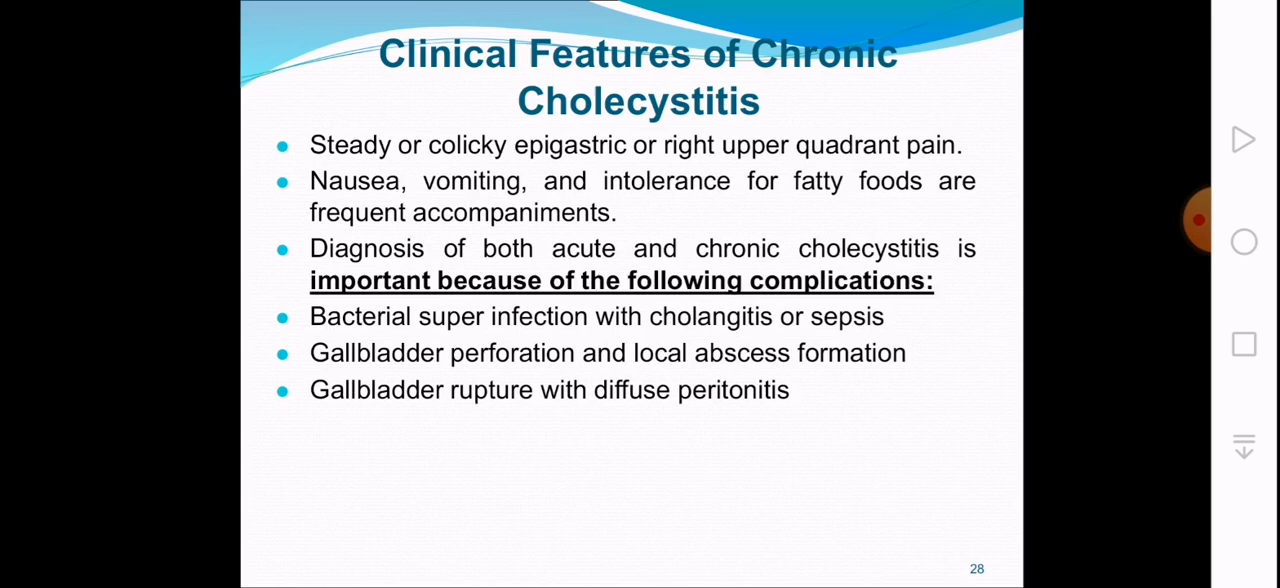 Clinical Features of Chronic
Cholecystitis
Steady or colicky epigastric or right upper quadrant pain.
Nausea, vomiting, and intolerance for fatty foods are
frequent accompaniments.
Diagnosis of both acute and chronic cholecystitis is
important because of the following complications:
Bacterial super infection with cholangitis or sepsis
Gallbladder perforation and local abscess formation
Gallbladder rupture with diffuse peritonitis
28